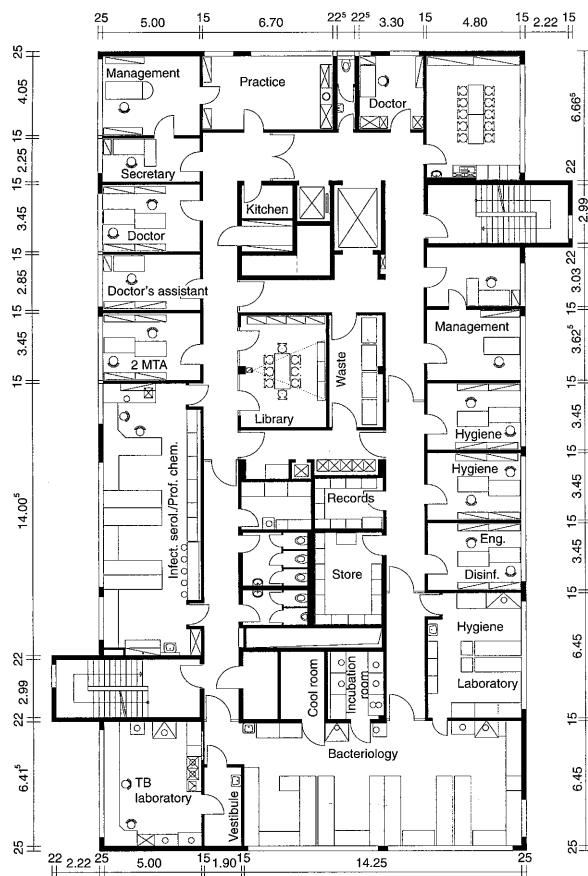 25 5.00 15 6.70 22⁵ 22⁵ 3.30 15 4.80 15 2.22 15
25
4.05
15
2.25
15
3.45
15
2.85
15
3.45
15
14.00⁵
22
2.99
22
6.41⁵
25
Management
Practice
Doctor
Secretary
Kitchen
Doctor
Doctor's assistant
2 MTA
Library
Waste
Management
Hygiene
Hygiene
Records
Eng.
Disinf.
Store
Infect. serol./Prof. chem.
Hygiene
Laboratory
Cool room
Incubation
room
Bacteriology
TB
laboratory
Vestibule
25
6.66⁵
22
2.99
22
3.03
15
3.62⁵
15
3.45
15
3.45
15
3.45
15
6.45
15
6.45
25
22 2.22 25 5.00 15 1.90 15 14.25 25